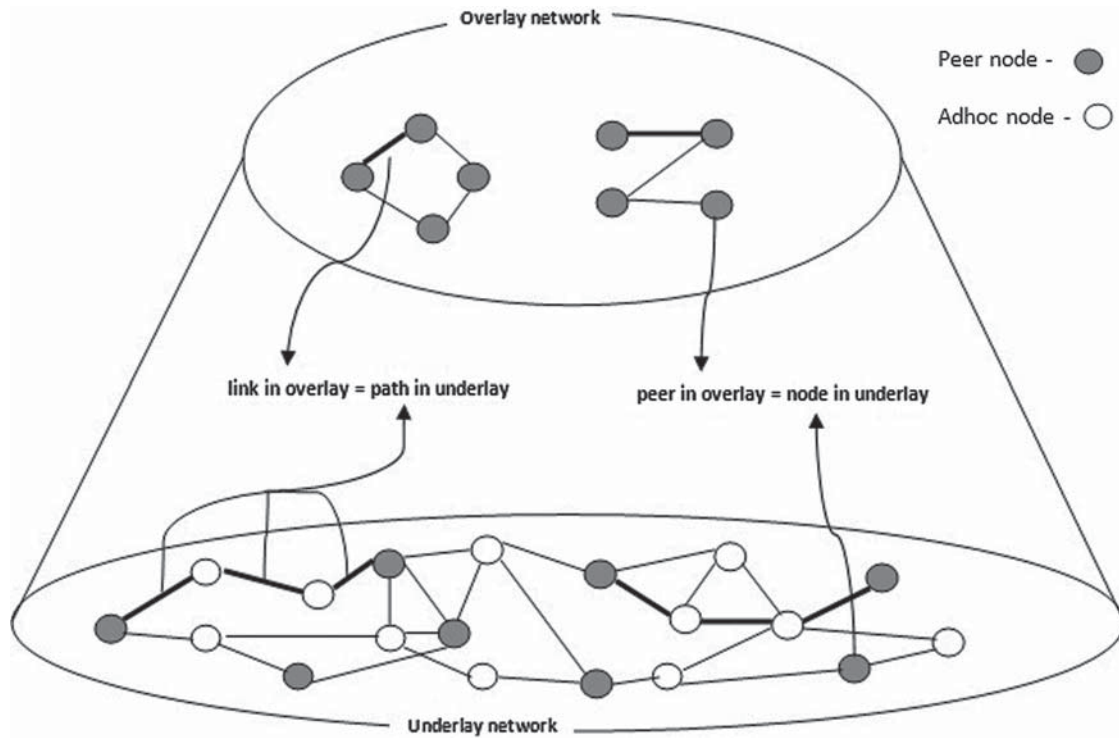 Overlay network
Peer node -
Adhoc node -
link in overlay = path in underlay
peer in overlay = node in underlay
Underlay network